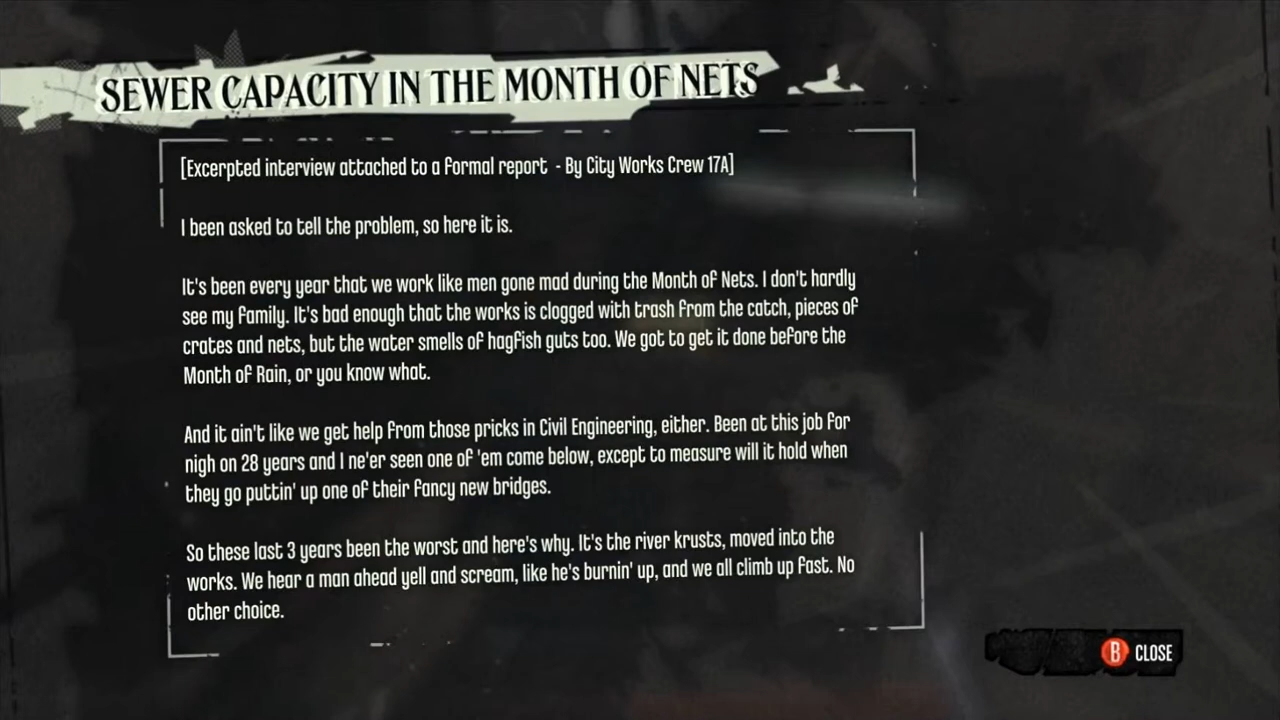 SEWER CAPACITY IN THE MONTH OF NETS
[Excerpted interview attached to a formal report - By City Works Crew 17A]
I been asked to tell the problem, so here it is.
It's been every year that we work like men gone mad during the Month of Nets. I don't hardly
see my family. It's bad enough that the works is clogged with trash from the catch, pieces of
crates and nets, but the water smells of hagfish guts too. We got to get it done before the
Month of Rain, or you know what.
And it ain't like we get help from those pricks in Civil Engineering, either. Been at this job for
nigh on 28 years and I ne'er seen one of 'em come below, except to measure will it hold when
they go puttin' up one of their fancy new bridges.
So these last 3 years been the worst and here's why. It's the river krusts, moved into the
works. We hear a man ahead yell and scream, like he's burnin' up, and we all climb up fast. No
other choice.
B CLOSE